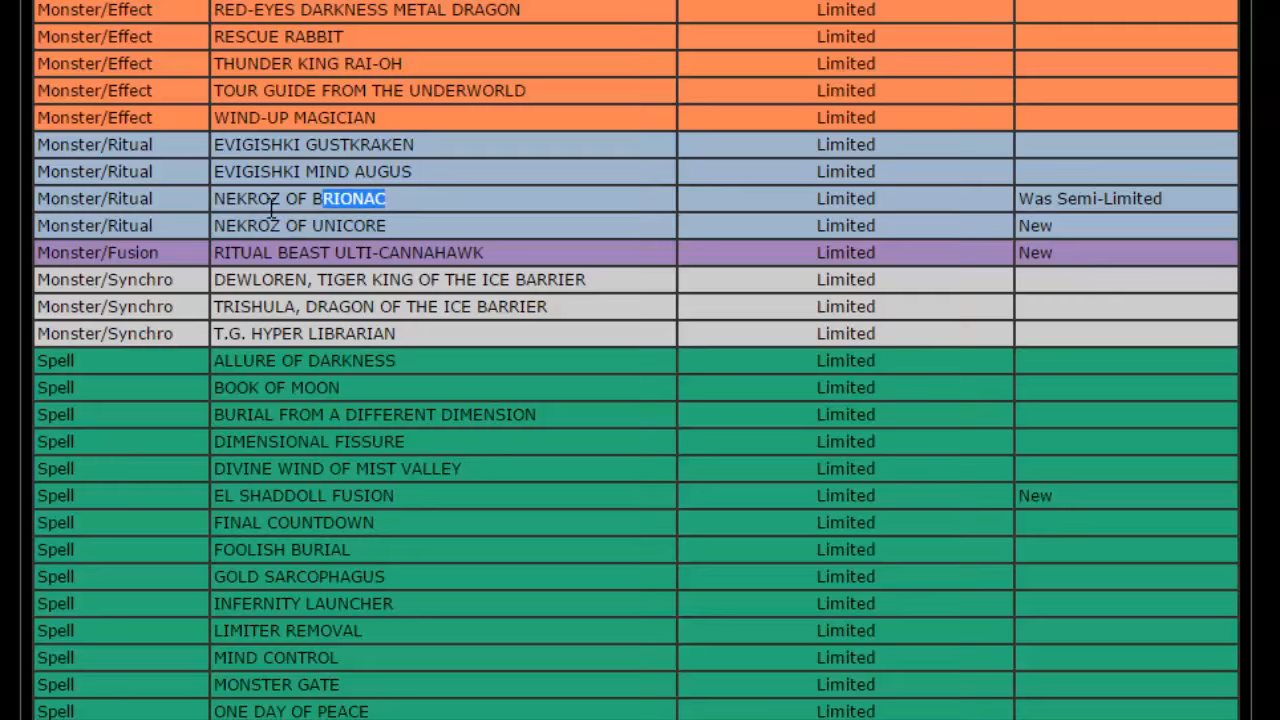 Monster/Effect RED-EYES DARKNESS METAL DRAGON Limited
Monster/Effect RESCUE RABBIT Limited
Monster/Effect THUNDER KING RAI-OH Limited
Monster/Effect TOUR GUIDE FROM THE UNDERWORLD Limited
Monster/Effect WIND-UP MAGICIAN Limited
Monster/Ritual EVIGISHKI GUSTKRAKEN Limited
Monster/Ritual EVIGISHKI MIND AUGUS Limited
Monster/Ritual NEKROZ OF BRIONAC Limited Was Semi-Limited
Monster/Ritual NEKROZ OF UNICORE Limited New
Monster/Fusion RITUAL BEAST ULTI-CANNAHAWK Limited New
Monster/Synchro DEWLOREN, TIGER KING OF THE ICE BARRIER Limited
Monster/Synchro TRISHULA, DRAGON OF THE ICE BARRIER Limited
Monster/Synchro T.G. HYPER LIBRARIAN Limited
Spell ALLURE OF DARKNESS Limited
Spell BOOK OF MOON Limited
Spell BURIAL FROM A DIFFERENT DIMENSION Limited
Spell DIMENSIONAL FISSURE Limited
Spell DIVINE WIND OF MIST VALLEY Limited
Spell EL SHADDOLL FUSION Limited New
Spell FINAL COUNTDOWN Limited
Spell FOOLISH BURIAL Limited
Spell GOLD SARCOPHAGUS Limited
Spell INFERNITY LAUNCHER Limited
Spell LIMITER REMOVAL Limited
Spell MIND CONTROL Limited
Spell MONSTER GATE Limited
Spell ONE DAY OF PEACE Limited